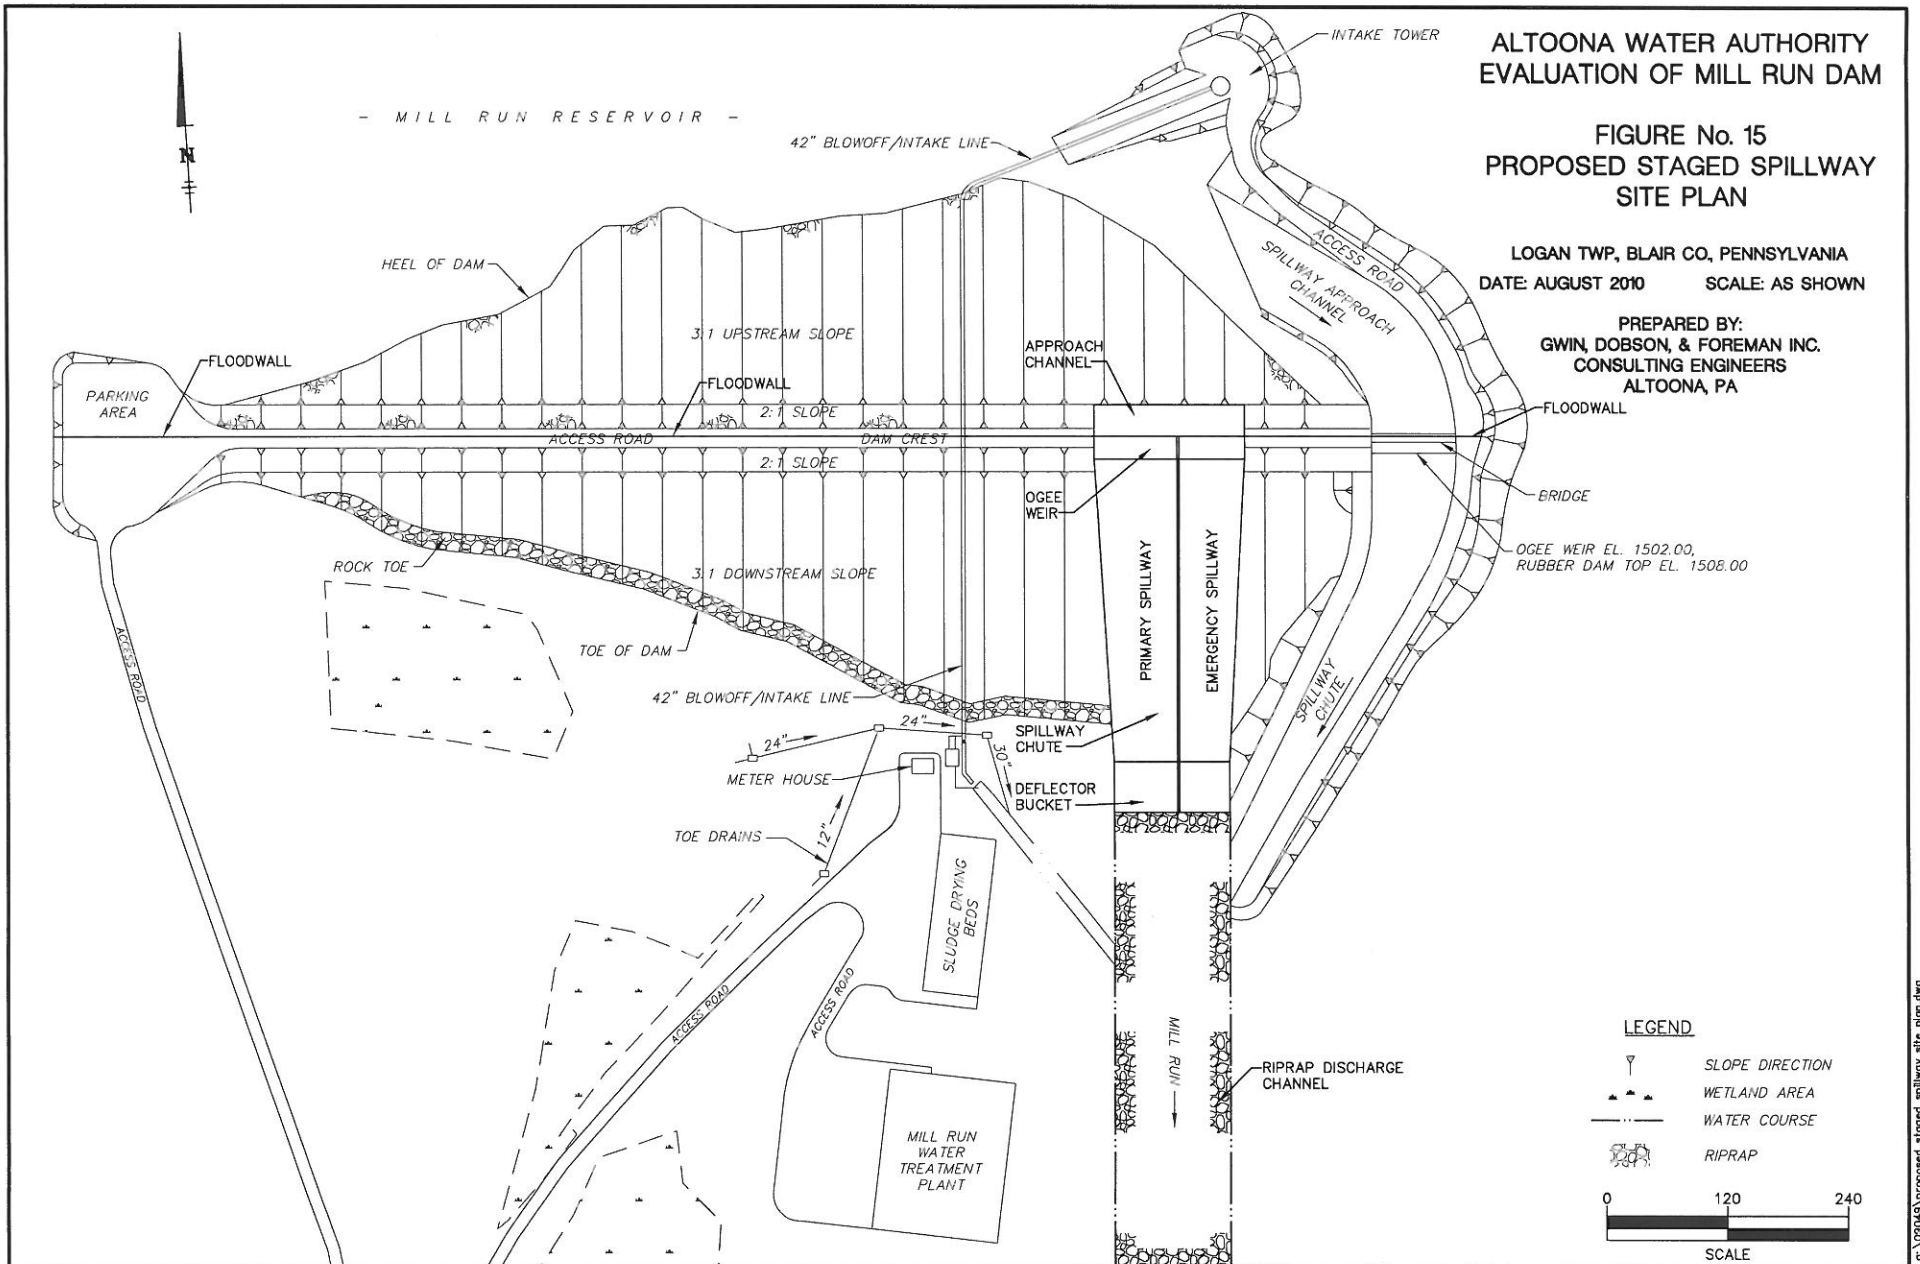 ALTOONA WATER AUTHORITY
EVALUATION OF MILL RUN DAM
FIGURE No. 15
PROPOSED STAGED SPILLWAY
SITE PLAN
LOGAN TWP., BLAIR CO., PENNSYLVANIA
DATE: AUGUST 2010 SCALE: AS SHOWN
PREPARED BY:
GWIN, DOBSON, & FOREMAN INC.
CONSULTING ENGINEERS
ALTOONA, PA
INTAKE TOWER
N
- MILL RUN RESERVOIR -
42" BLOWOFF/INTAKE LINE
ACCESS ROAD
SPILLWAY APPROACH
CHANNEL
HEEL OF DAM
3:1 UPSTREAM SLOPE
APPROACH
CHANNEL
FLOODWALL
FLOODWALL
PARKING
AREA
2:1 SLOPE
FLOODWALL
ACCESS ROAD
DAM CREST
2:1 SLOPE
OGEE
WEIR
BRIDGE
OGEE WEIR EL. 1502.00,
RUBBER DAM TOP EL. 1508.00
ROCK TOE
3:1 DOWNSTREAM SLOPE
PRIMARY SPILLWAY
EMERGENCY SPILLWAY
ACCESS ROAD
TOE OF DAM
42" BLOWOFF/INTAKE LINE
SPILLWAY
CHUTE
24"
24"
30"
SPILLWAY
CHUTE
METER HOUSE
DEFLECTOR
BUCKET
TOE DRAINS
12"
SLUDGE DRYING
BEDS
ACCESS ROAD
ACCESS ROAD
MILL RUN
RIPRAP DISCHARGE
CHANNEL
MILL RUN
WATER
TREATMENT
PLANT
LEGEND
SLOPE DIRECTION
WETLAND AREA
WATER COURSE
RIPRAP
0 120 240
SCALE
proposed staged spillway site plan.dwg